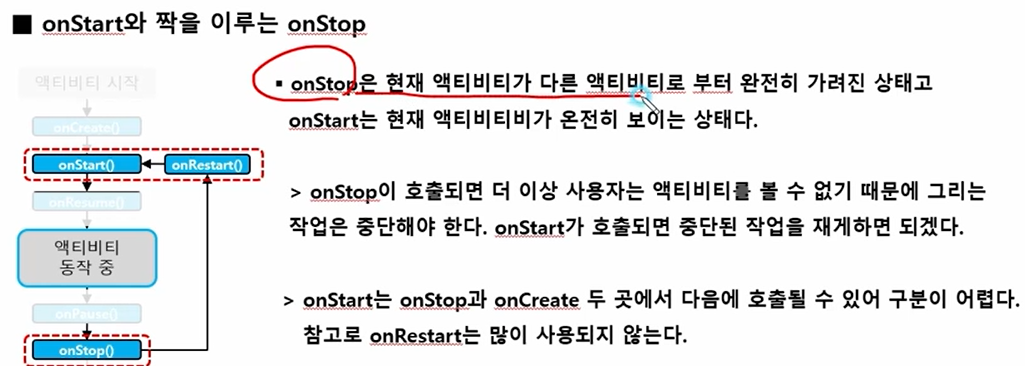 ■ onStart와 짝을 이루는 onStop
액티비티 시작
onCreate()
onStart()
onRestart()
onResume()
액티비티
동작 중
onPause()
onStop()
▪ onStop은 현재 액티비티가 다른 액티비티로 부터 완전히 가려진 상태고
onStart는 현재 액티비티비가 온전히 보이는 상태다.
> onStop이 호출되면 더 이상 사용자는 액티비티를 볼 수 없기 때문에 그리는
작업은 중단해야 한다. onStart가 호출되면 중단된 작업을 재게하면 되겠다.
> onStart는 onStop과 onCreate 두 곳에서 다음에 호출될 수 있어 구분이 어렵다.
참고로 onRestart는 많이 사용되지 않는다.